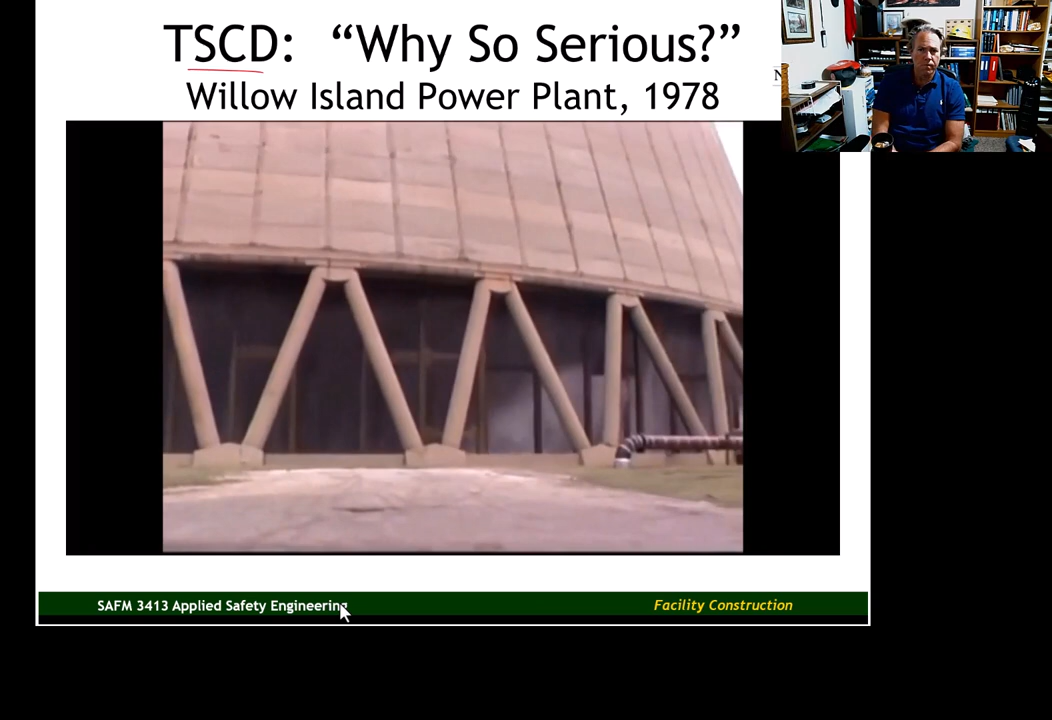 TSCD: “Why So Serious?”
Willow Island Power Plant, 1978
N
SAFM 3413 Applied Safety Engineering
Facility Construction